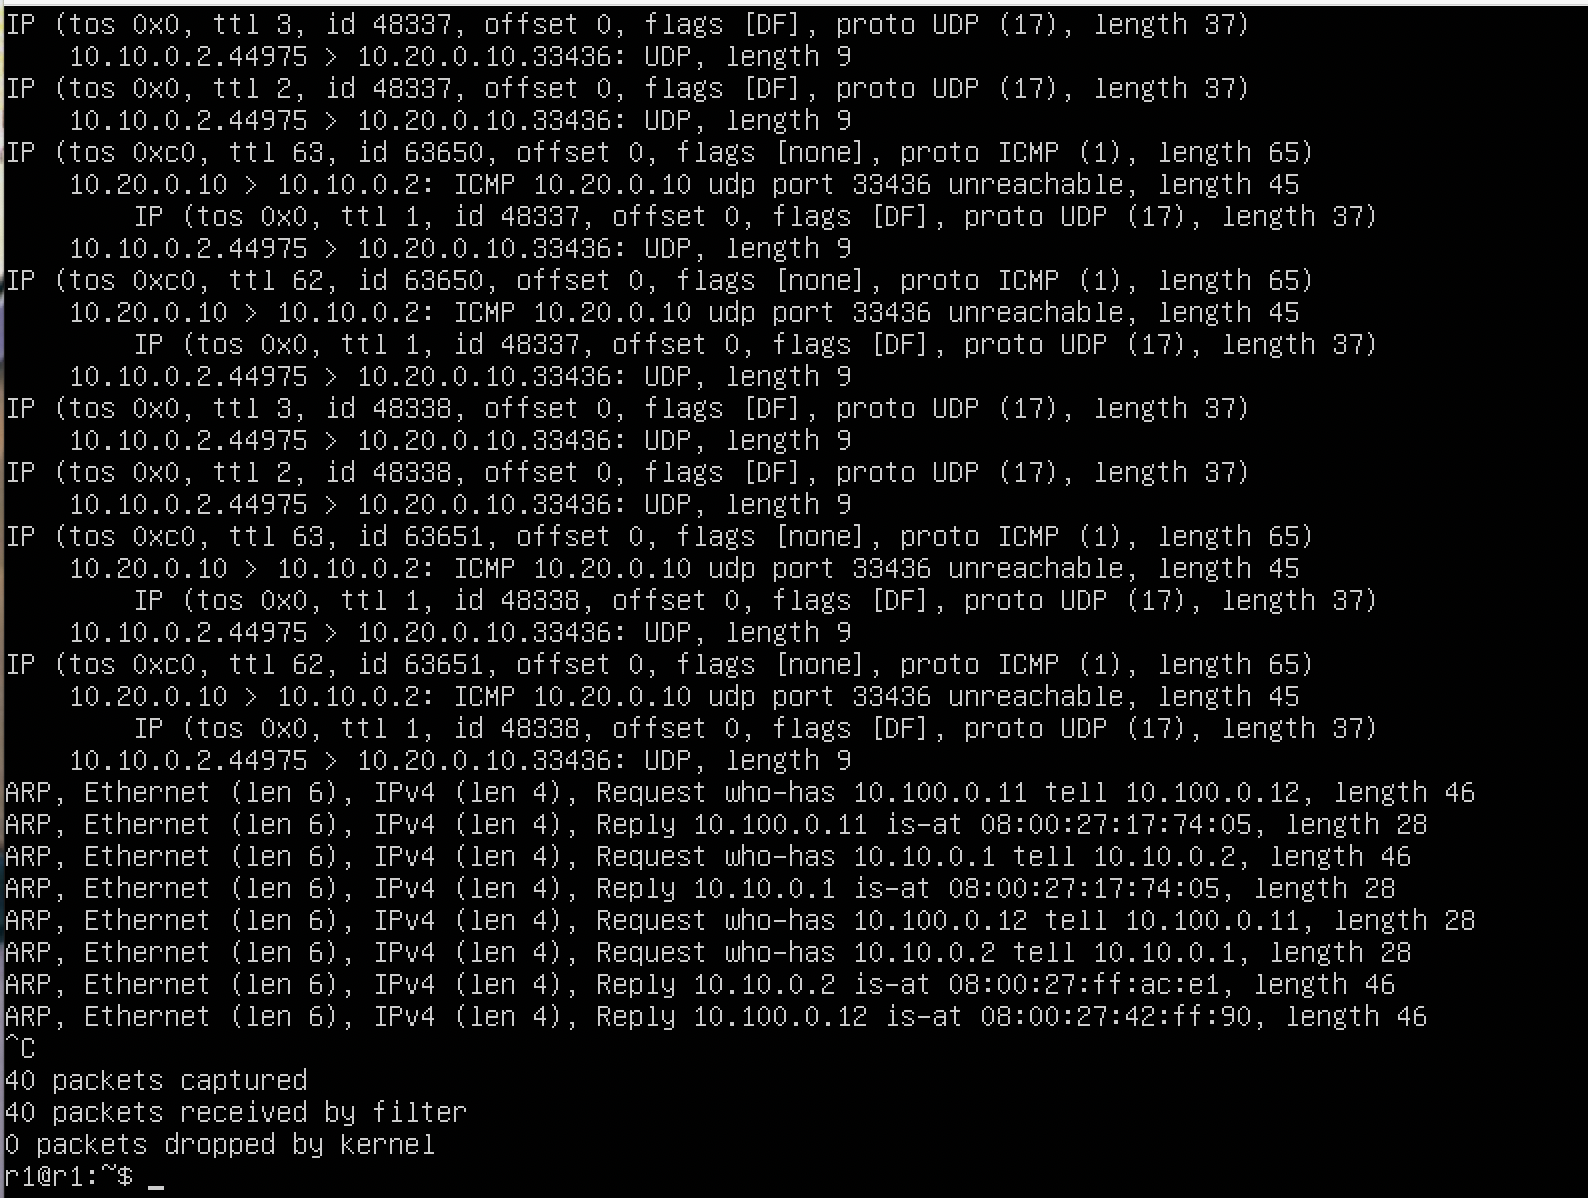 IP (tos 0x0, ttl 3, id 48337, offset 0, flags [DF], proto UDP (17), length 37)
    10.10.0.2.44975 > 10.20.0.10.33436: UDP, length 9
IP (tos 0x0, ttl 2, id 48337, offset 0, flags [DF], proto UDP (17), length 37)
    10.10.0.2.44975 > 10.20.0.10.33436: UDP, length 9
IP (tos 0xc0, ttl 63, id 63650, offset 0, flags [none], proto ICMP (1), length 65)
    10.20.0.10 > 10.10.0.2: ICMP 10.20.0.10 udp port 33436 unreachable, length 45
        IP (tos 0x0, ttl 1, id 48337, offset 0, flags [DF], proto UDP (17), length 37)
    10.10.0.2.44975 > 10.20.0.10.33436: UDP, length 9
IP (tos 0xc0, ttl 62, id 63650, offset 0, flags [none], proto ICMP (1), length 65)
    10.20.0.10 > 10.10.0.2: ICMP 10.20.0.10 udp port 33436 unreachable, length 45
        IP (tos 0x0, ttl 1, id 48337, offset 0, flags [DF], proto UDP (17), length 37)
    10.10.0.2.44975 > 10.20.0.10.33436: UDP, length 9
IP (tos 0x0, ttl 3, id 48338, offset 0, flags [DF], proto UDP (17), length 37)
    10.10.0.2.44975 > 10.20.0.10.33436: UDP, length 9
IP (tos 0x0, ttl 2, id 48338, offset 0, flags [DF], proto UDP (17), length 37)
    10.10.0.2.44975 > 10.20.0.10.33436: UDP, length 9
IP (tos 0xc0, ttl 63, id 63651, offset 0, flags [none], proto ICMP (1), length 65)
    10.20.0.10 > 10.10.0.2: ICMP 10.20.0.10 udp port 33436 unreachable, length 45
        IP (tos 0x0, ttl 1, id 48338, offset 0, flags [DF], proto UDP (17), length 37)
    10.10.0.2.44975 > 10.20.0.10.33436: UDP, length 9
IP (tos 0xc0, ttl 62, id 63651, offset 0, flags [none], proto ICMP (1), length 65)
    10.20.0.10 > 10.10.0.2: ICMP 10.20.0.10 udp port 33436 unreachable, length 45
        IP (tos 0x0, ttl 1, id 48338, offset 0, flags [DF], proto UDP (17), length 37)
    10.10.0.2.44975 > 10.20.0.10.33436: UDP, length 9
ARP, Ethernet (len 6), IPv4 (len 4), Request who-has 10.100.0.11 tell 10.100.0.12, length 46
ARP, Ethernet (len 6), IPv4 (len 4), Reply 10.100.0.11 is-at 08:00:27:17:74:05, length 28
ARP, Ethernet (len 6), IPv4 (len 4), Request who-has 10.10.0.1 tell 10.10.0.2, length 46
ARP, Ethernet (len 6), IPv4 (len 4), Reply 10.10.0.1 is-at 08:00:27:17:74:05, length 28
ARP, Ethernet (len 6), IPv4 (len 4), Request who-has 10.100.0.12 tell 10.100.0.11, length 28
ARP, Ethernet (len 6), IPv4 (len 4), Request who-has 10.10.0.2 tell 10.10.0.1, length 28
ARP, Ethernet (len 6), IPv4 (len 4), Reply 10.10.0.2 is-at 08:00:27:ff:ac:e1, length 46
ARP, Ethernet (len 6), IPv4 (len 4), Reply 10.100.0.12 is-at 08:00:27:42:ff:90, length 46
^C
40 packets captured
40 packets received by filter
0 packets dropped by kernel
r1@r1:~$ _